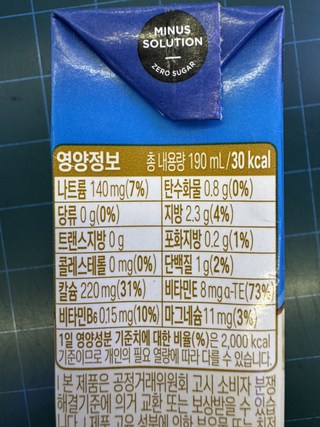 MINUS
SOLUTION
ZERO SUGAR
영양정보 총 내용량 190 mL/30 kcal
나트륨 140 mg(7%) 탄수화물 0.8 g(0%)
당류 0 g(0%) 지방 2.3 g(4%)
트랜스지방 0 g 포화지방 0.2 g(1%)
콜레스테롤 0 mg(0%) 단백질 1 g(2%)
칼슘 220 mg(31%) 비타민E 8 mg α-TE(73%)
비타민B₆ 0.15 mg(10%) 마그네슘 11 mg(3%)
1일 영양성분 기준치에 대한 비율(%)은 2,000 kcal
기준이므로 개인의 필요 열량에 따라 다를 수 있습니다.
본 제품은 공정거래위원회 고시 소비자 분쟁
해결기준에 의거 교환 또는 보상받을 수 있습